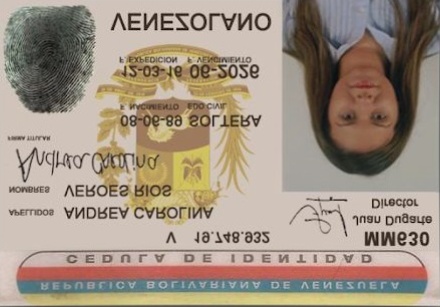 REPUBLICA BOLIVARIANA DE VENEZUELA
CEDULA DE IDENTIDAD
V 19.748.932
MM630
APELLIDOS ANDREA CAROLINA
Juan Dugarte
Director
NOMBRES VEROES RIOS
Andrea Carolina
FIRMA TITULAR
08-06-89 SOLTERA
F. NACIMIENTO EDO CIVIL
12-03-16 06-2026
F. EXPEDICION F. VENCIMIENTO
VENEZOLANO